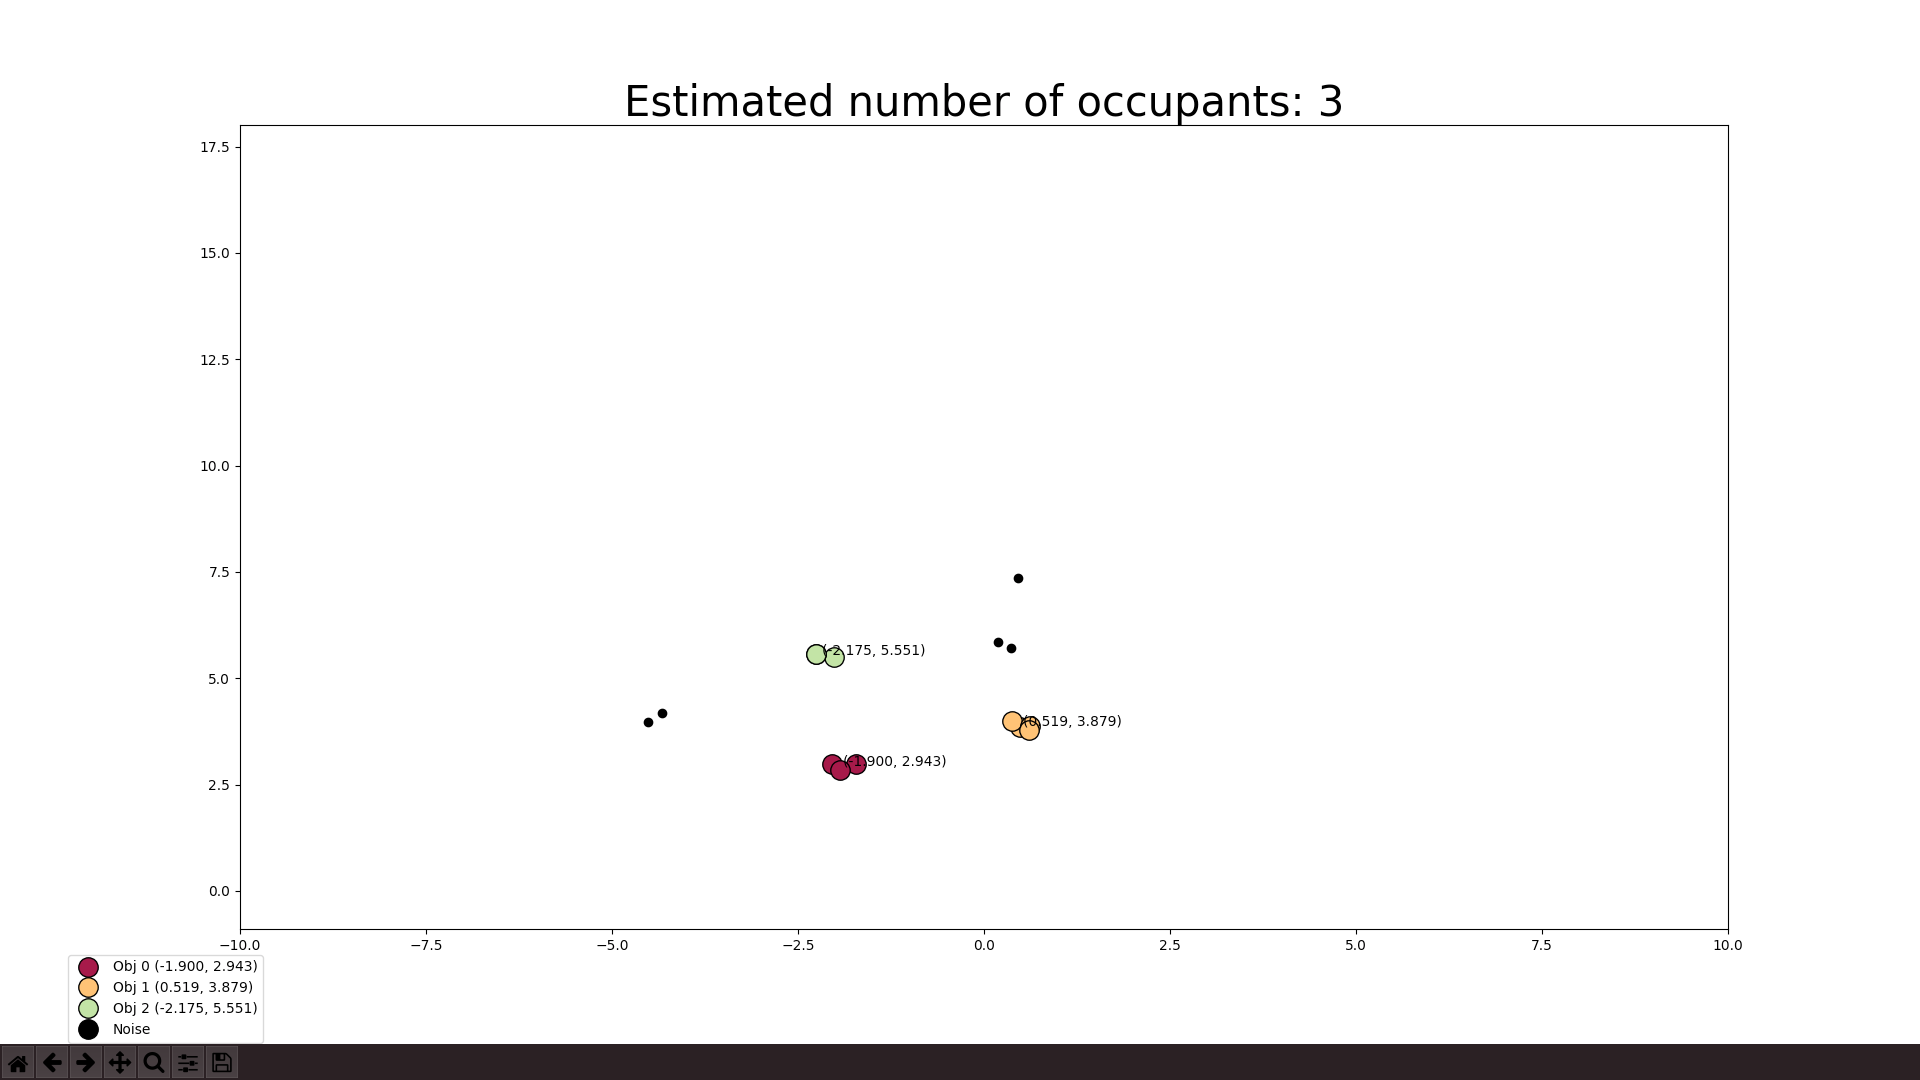 Estimated number of occupants: 3
17.5
15.0
12.5
10.0
7.5
5.0
2.5
0.0
(-2.175, 5.551)
(0.519, 3.879)
(-1.900, 2.943)
−10.0 −7.5 −5.0 −2.5 0.0 2.5 5.0 7.5 10.0
Obj 0 (-1.900, 2.943)
Obj 1 (0.519, 3.879)
Obj 2 (-2.175, 5.551)
Noise